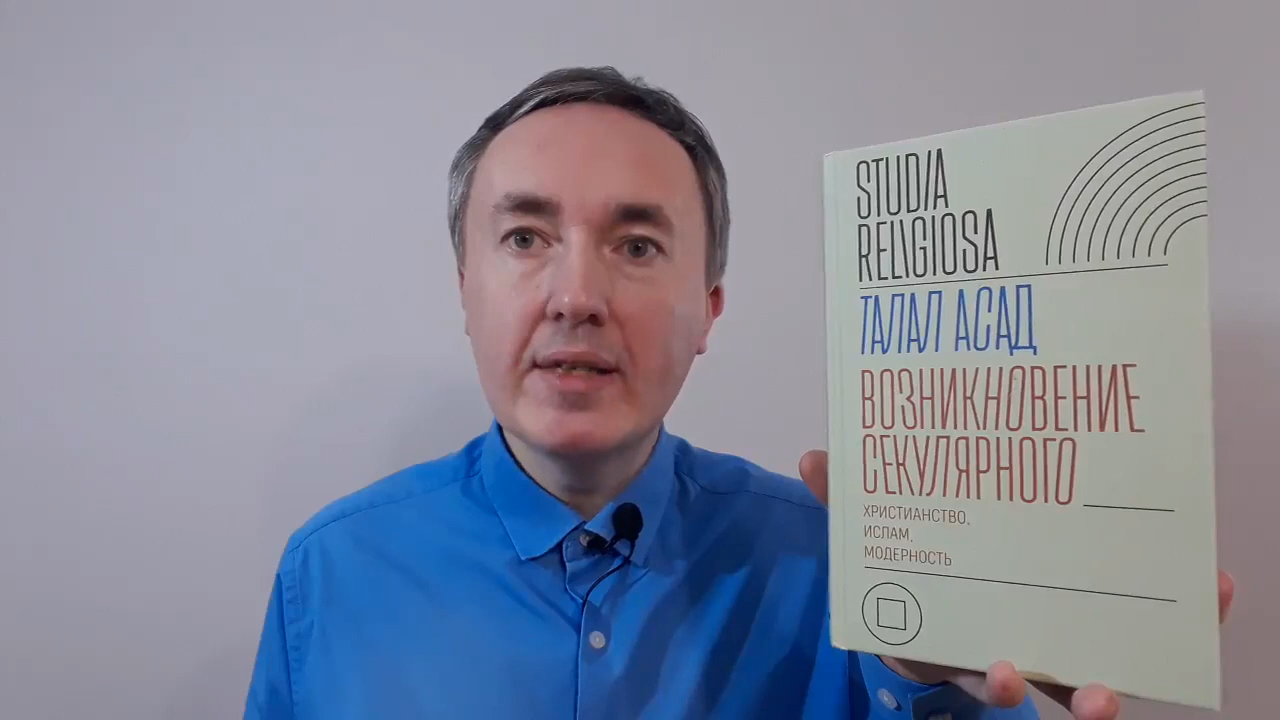 STUDIA
RELIGIOSA
ТАЛАЛ АСАД
ВОЗНИКНОВЕНИЕ
СЕКУЛЯРНОГО
ХРИСТИАНСТВО,
ИСЛАМ,
МОДЕРНОСТЬ